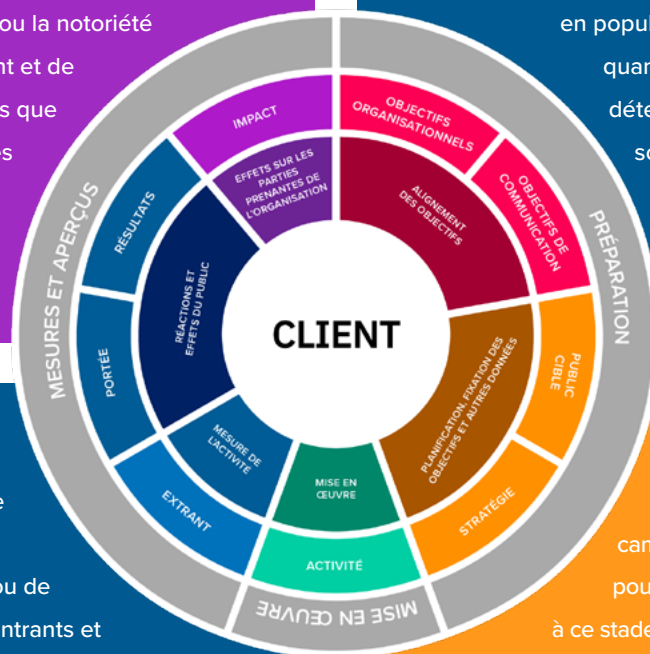 ou la notoriété
nt et de
s que
s
en popul
quan
déte
so
MESURES ET APERÇUS
PRÉPARATION
MISE EN ŒUVRE
IMPACT
OBJECTIFS
ORGANISATIONNELS
OBJECTIFS DE
COMMUNICATION
PUBLIC
CIBLE
STRATÉGIE
ACTIVITÉ
EXTRANT
PORTÉE
RÉSULTATS
EFFETS SUR LES
PARTIES
PRENANTES DE
L'ORGANISATION
ALIGNEMENT
DES OBJECTIFS
PLANIFICATION, FIXATION DES
OBJECTIFS ET AUTRES DONNÉES
MISE EN
ŒUVRE
MESURE DE
L'ACTIVITÉ
RÉACTIONS ET
EFFETS DU PUBLIC
CLIENT
e
ou de
ntrants et
cam
pou
à ce stade